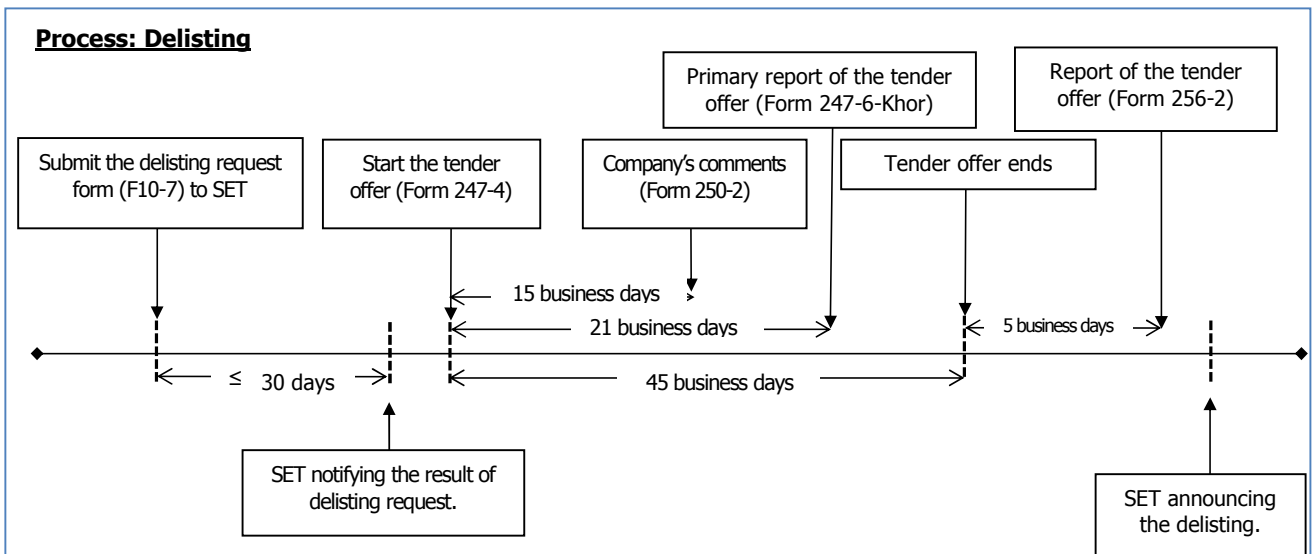 Process: Delisting
Primary report of the tender
offer (Form 247-6-Khor)
Report of the tender
offer (Form 256-2)
Submit the delisting request
form (F10-7) to SET
Start the tender
offer (Form 247-4)
Company's comments
(Form 250-2)
Tender offer ends
15 business days
21 business days
5 business days
≤ 30 days
45 business days
SET notifying the result of
delisting request.
SET announcing
the delisting.